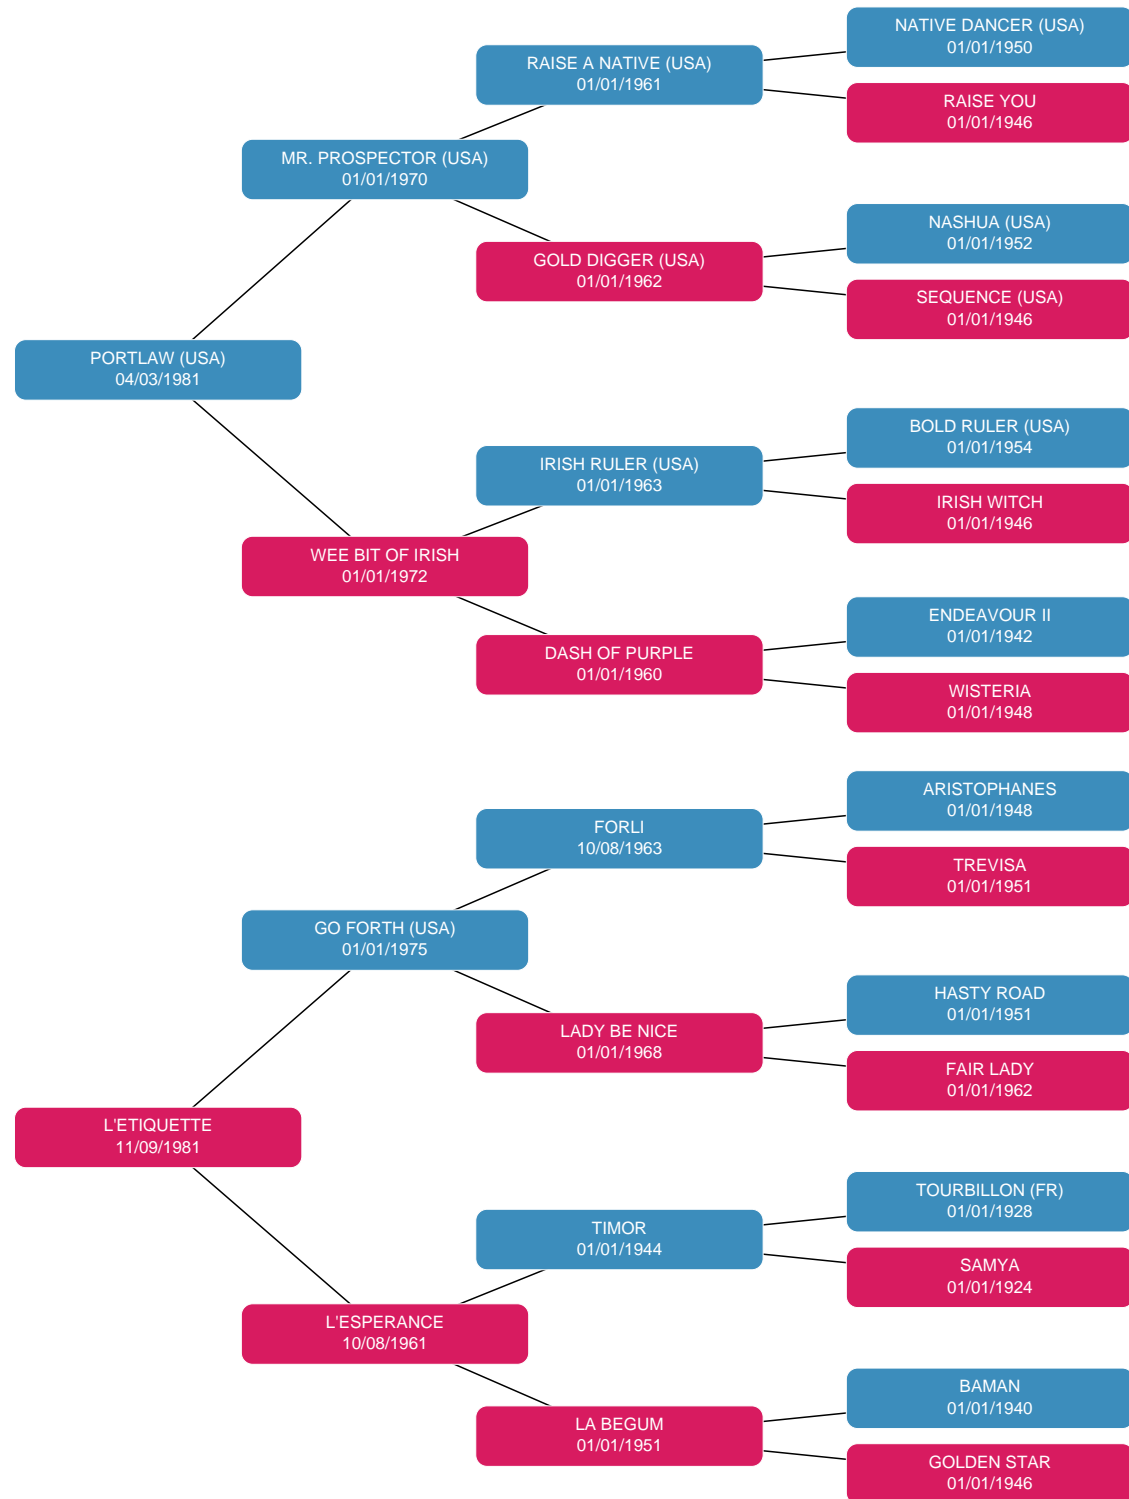 NATIVE DANCER (USA)
01/01/1950
RAISE A NATIVE (USA)
01/01/1961
RAISE YOU
01/01/1946
MR. PROSPECTOR (USA)
01/01/1970
NASHUA (USA)
01/01/1952
GOLD DIGGER (USA)
01/01/1962
SEQUENCE (USA)
01/01/1946
PORTLAW (USA)
04/03/1981
BOLD RULER (USA)
01/01/1954
IRISH RULER (USA)
01/01/1963
IRISH WITCH
01/01/1946
WEE BIT OF IRISH
01/01/1972
ENDEAVOUR II
01/01/1942
DASH OF PURPLE
01/01/1960
WISTERIA
01/01/1948
ARISTOPHANES
01/01/1948
FORLI
10/08/1963
TREVISA
01/01/1951
GO FORTH (USA)
01/01/1975
HASTY ROAD
01/01/1951
LADY BE NICE
01/01/1968
FAIR LADY
01/01/1962
L'ETIQUETTE
11/09/1981
TOURBILLON (FR)
01/01/1928
TIMOR
01/01/1944
SAMYA
01/01/1924
L'ESPERANCE
10/08/1961
BAMAN
01/01/1940
LA BEGUM
01/01/1951
GOLDEN STAR
01/01/1946